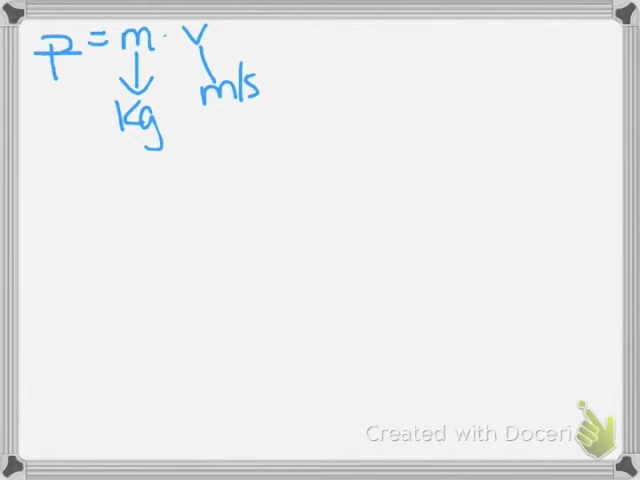 p = m · v
m/s
Kg
Created with Doceri